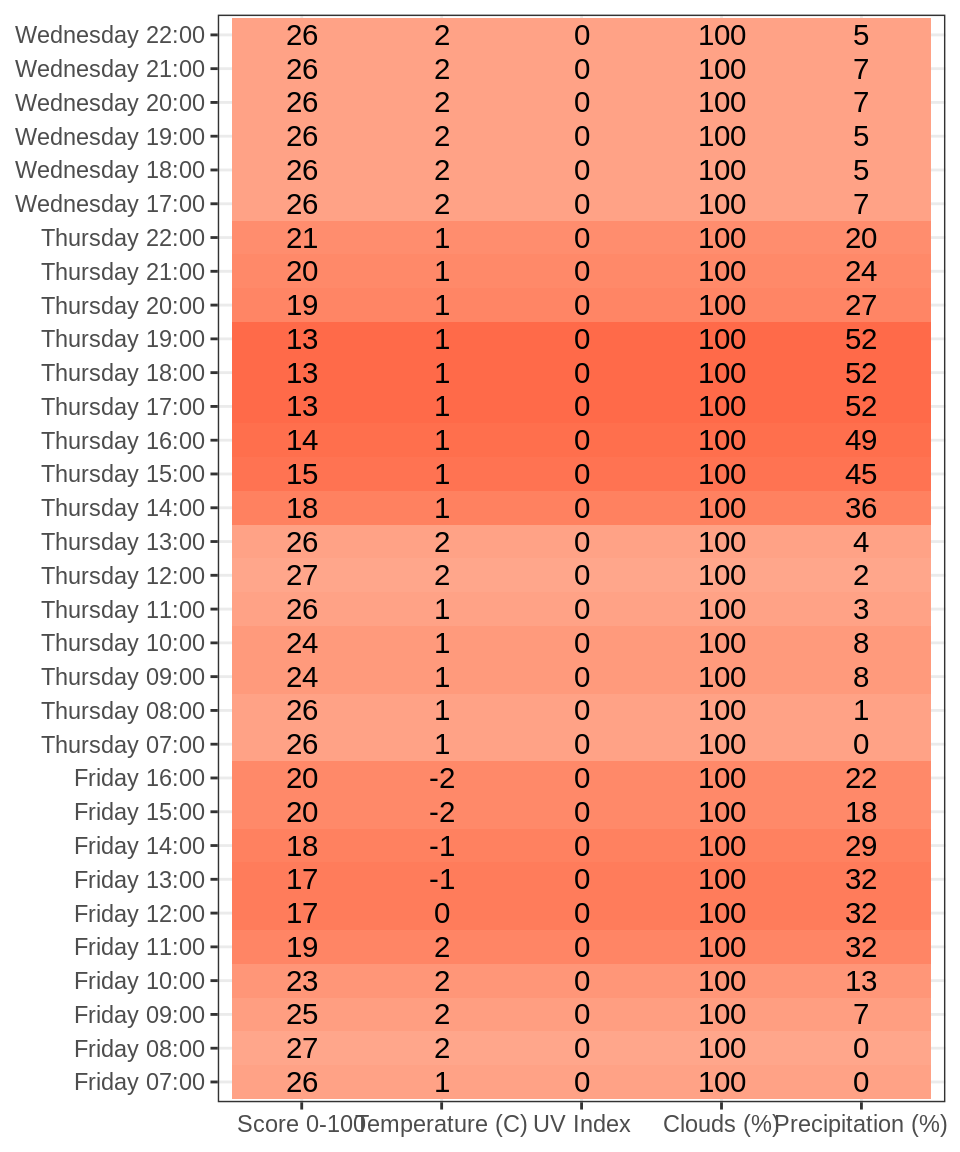 Wednesday 22:00 26 2 0 100 5
Wednesday 21:00 26 2 0 100 7
Wednesday 20:00 26 2 0 100 7
Wednesday 19:00 26 2 0 100 5
Wednesday 18:00 26 2 0 100 5
Wednesday 17:00 26 2 0 100 7
Thursday 22:00 21 1 0 100 20
Thursday 21:00 20 1 0 100 24
Thursday 20:00 19 1 0 100 27
Thursday 19:00 13 1 0 100 52
Thursday 18:00 13 1 0 100 52
Thursday 17:00 13 1 0 100 52
Thursday 16:00 14 1 0 100 49
Thursday 15:00 15 1 0 100 45
Thursday 14:00 18 1 0 100 36
Thursday 13:00 26 2 0 100 4
Thursday 12:00 27 2 0 100 2
Thursday 11:00 26 1 0 100 3
Thursday 10:00 24 1 0 100 8
Thursday 09:00 24 1 0 100 8
Thursday 08:00 26 1 0 100 1
Thursday 07:00 26 1 0 100 0
Friday 16:00 20 -2 0 100 22
Friday 15:00 20 -2 0 100 18
Friday 14:00 18 -1 0 100 29
Friday 13:00 17 -1 0 100 32
Friday 12:00 17 0 0 100 32
Friday 11:00 19 2 0 100 32
Friday 10:00 23 2 0 100 13
Friday 09:00 25 2 0 100 7
Friday 08:00 27 2 0 100 0
Friday 07:00 26 1 0 100 0
Score 0-100 Temperature (C) UV Index Clouds (%) Precipitation (%)